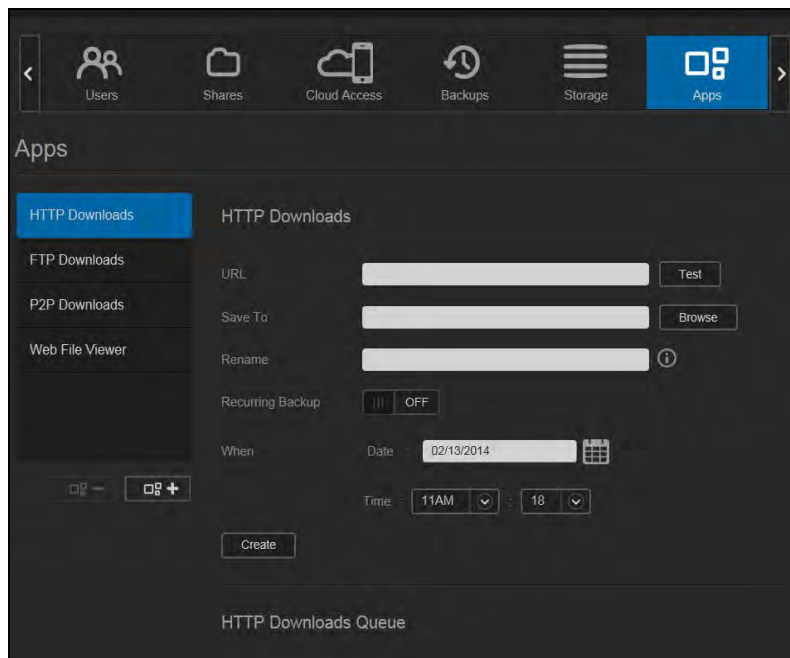 Users Shares Cloud Access Backups Storage Apps
Apps
HTTP Downloads
FTP Downloads
P2P Downloads
Web File Viewer
HTTP Downloads
URL Test
Save To Browse
Rename
Recurring Backup OFF
When Date : 02/13/2014
Time : 11AM : 18
Create
HTTP Downloads Queue